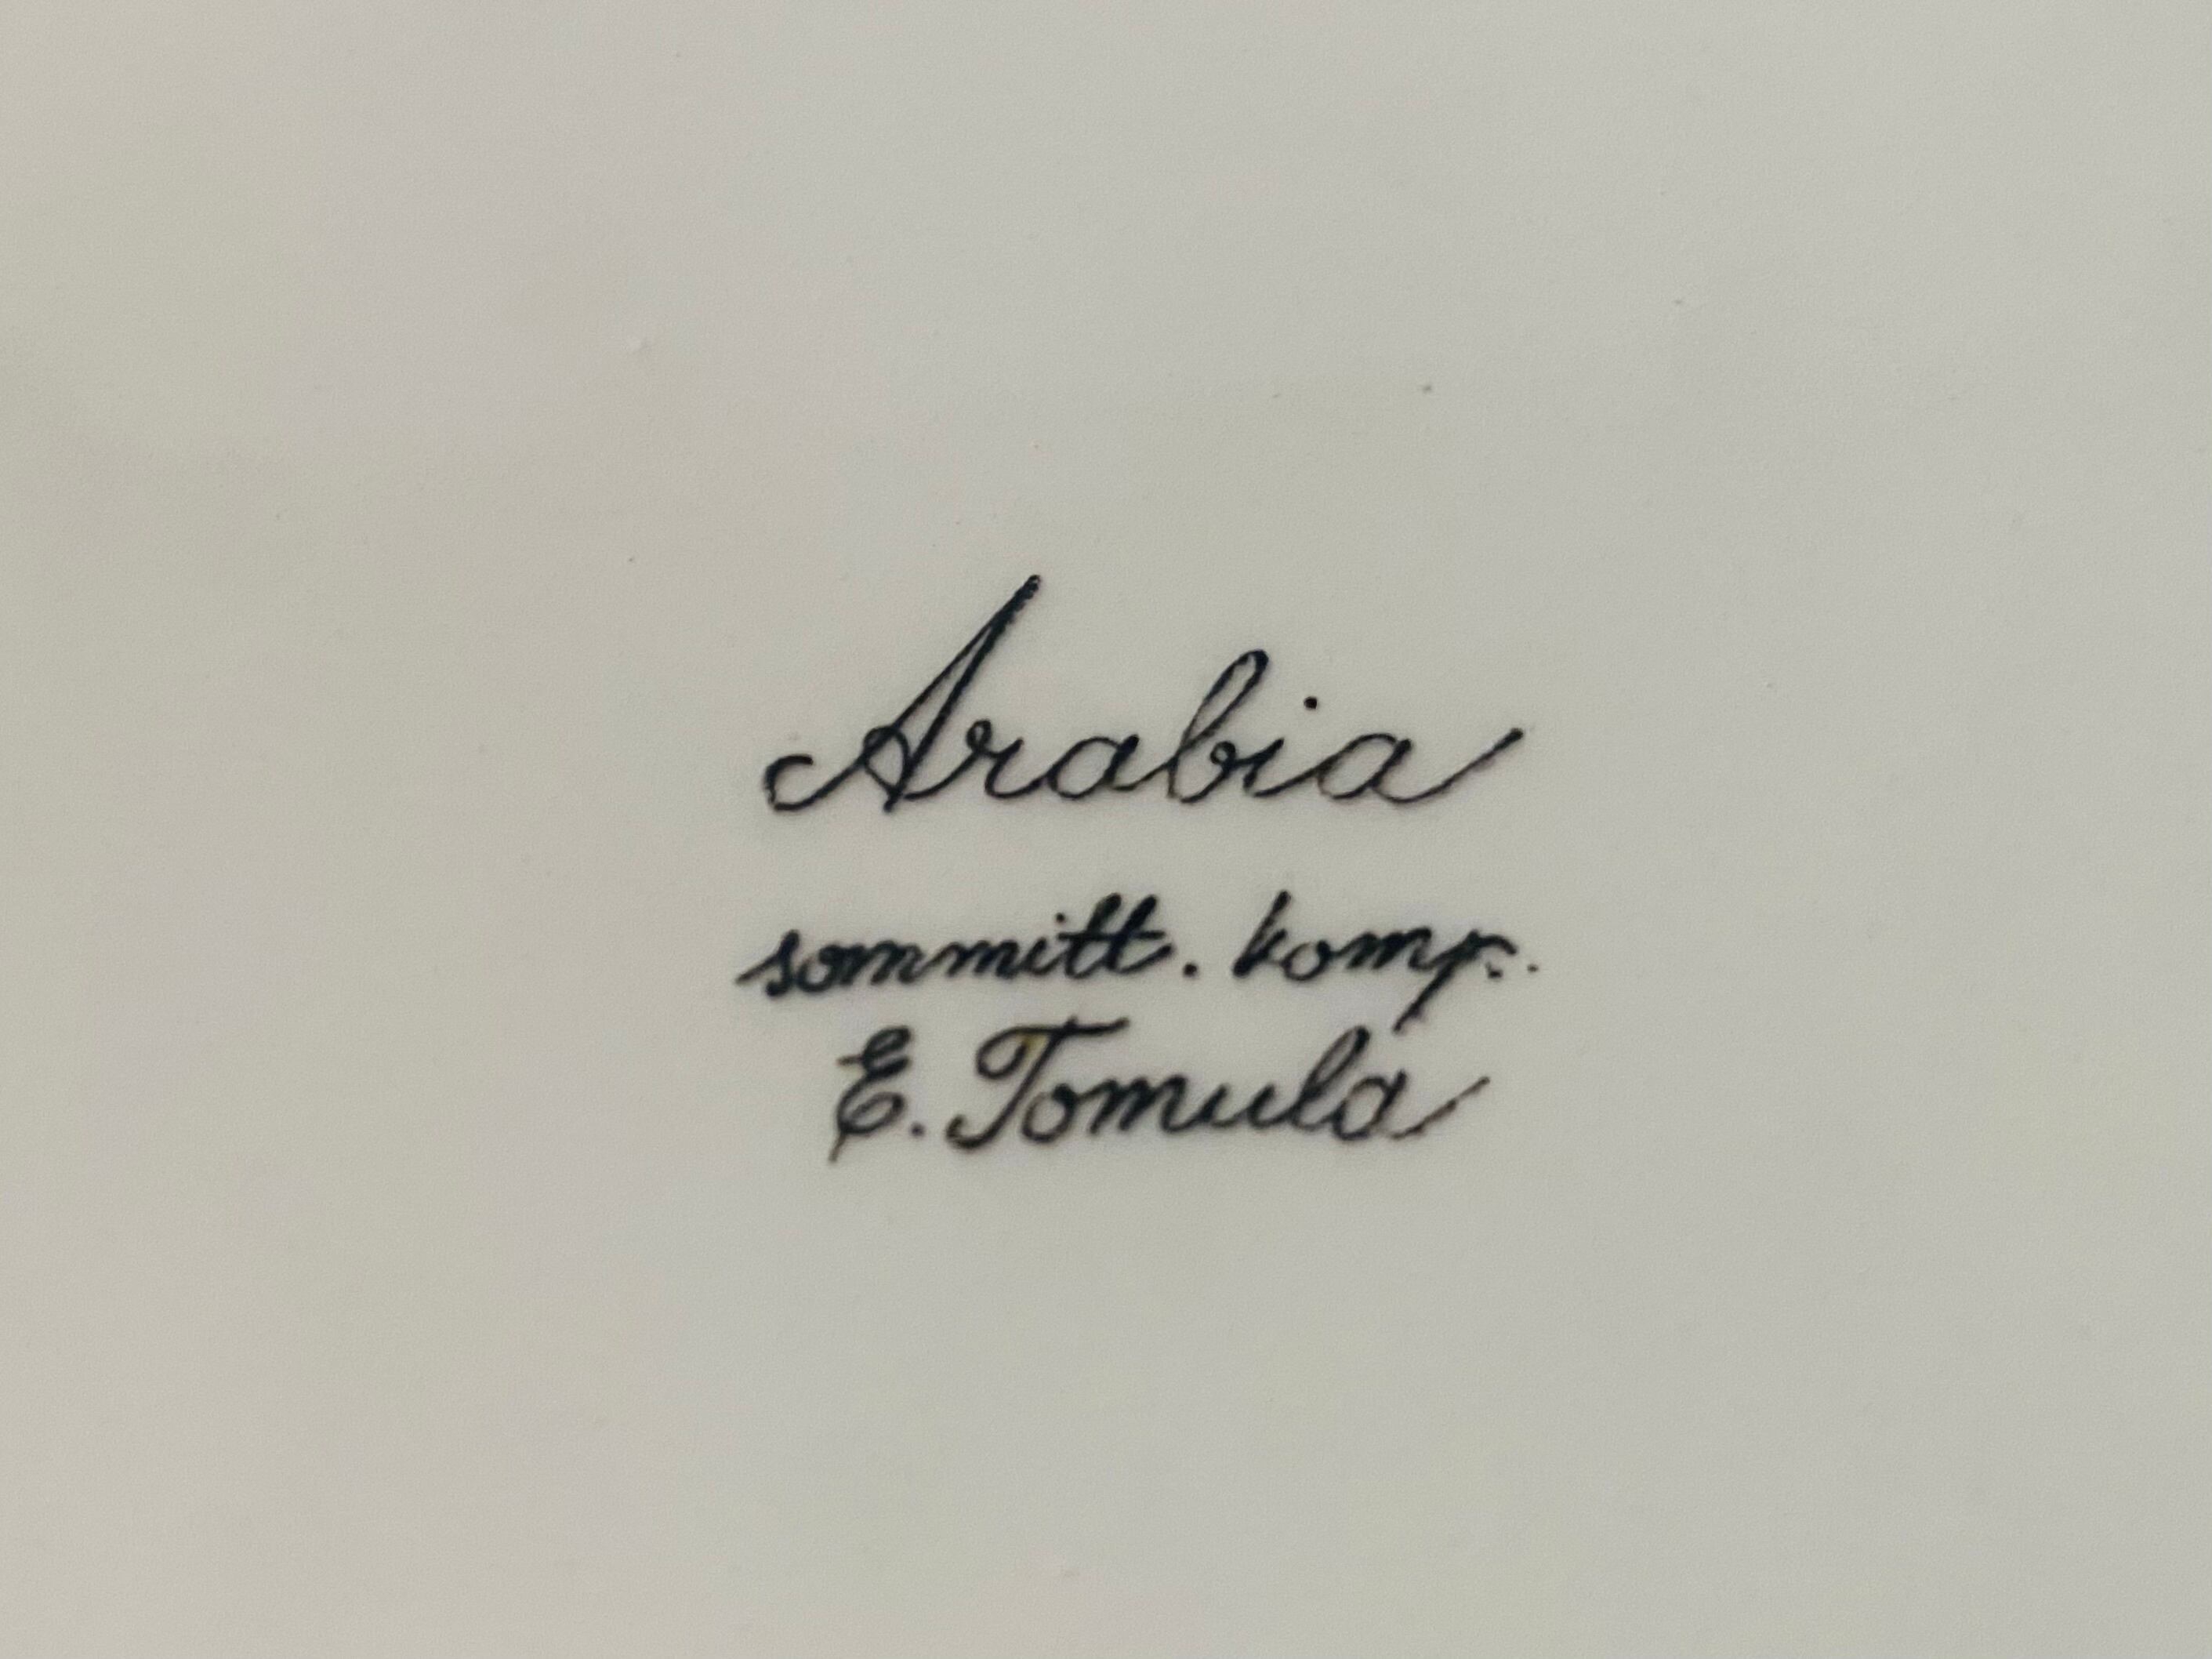 Arabia
sommitt. komp.
E. Tomula